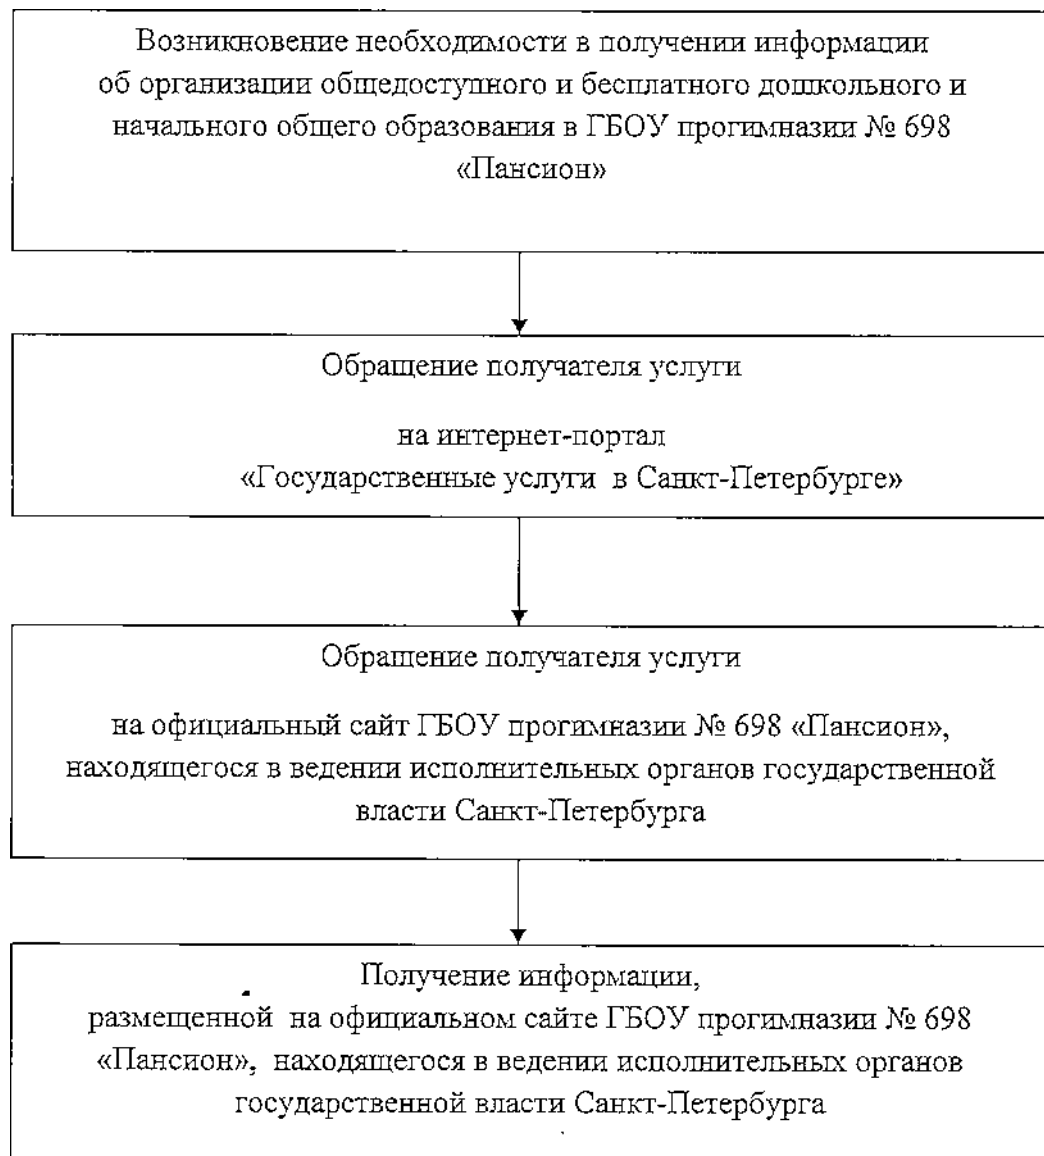 Возникновение необходимости в получении информации
об организации общедоступного и бесплатного дошкольного и
начального общего образования в ГБОУ прогимназии № 698
«Пансион»
Обращение получателя услуги
на интернет-портал
«Государственные услуги в Санкт-Петербурге»
Обращение получателя услуги
на официальный сайт ГБОУ прогимназии № 698 «Пансион»,
находящегося в ведении исполнительных органов государственной
власти Санкт-Петербурга
Получение информации,
размещенной на официальном сайте ГБОУ прогимназии № 698
«Пансион», находящегося в ведении исполнительных органов
государственной власти Санкт-Петербурга